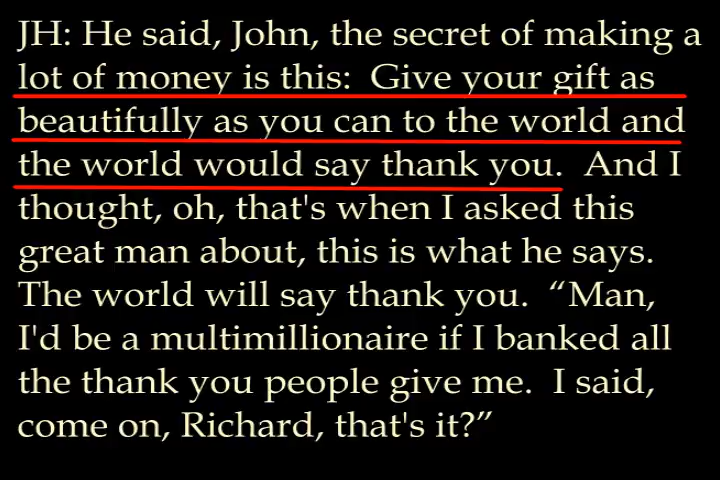 JH: He said, John, the secret of making a
lot of money is this:  Give your gift as
beautifully as you can to the world and
the world would say thank you.  And I
thought, oh, that's when I asked this
great man about, this is what he says.
The world will say thank you.  “Man,
I'd be a multimillionaire if I banked all
the thank you people give me.  I said,
come on, Richard, that's it?”